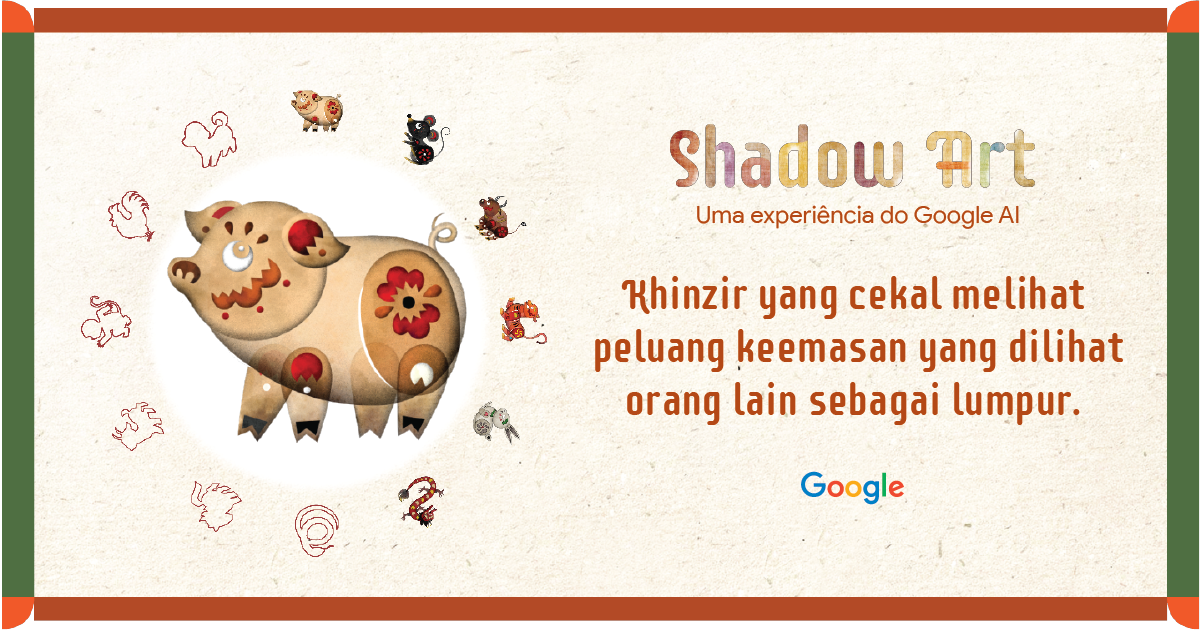 Shadow Art
Uma experiência do Google AI
Khinzir yang cekal melihat
peluang keemasan yang dilihat
orang lain sebagai lumpur.
Google